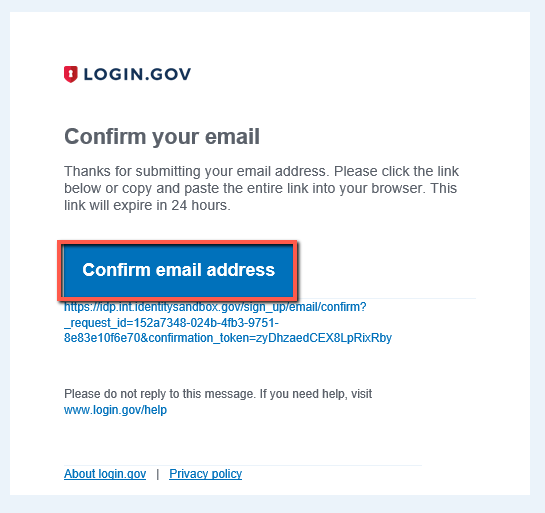 LOGIN.GOV
Confirm your email
Thanks for submitting your email address. Please click the link
below or copy and paste the entire link into your browser. This
link will expire in 24 hours.
Confirm email address
https://idp.int.identitysandbox.gov/sign_up/email/confirm?
_request_id=152a7348-024b-4fb3-9751-
8e83e10f6e70&confirmation_token=zyDhzaedCEX8LpRixRby
Please do not reply to this message. If you need help, visit
www.login.gov/help
About login.gov | Privacy policy